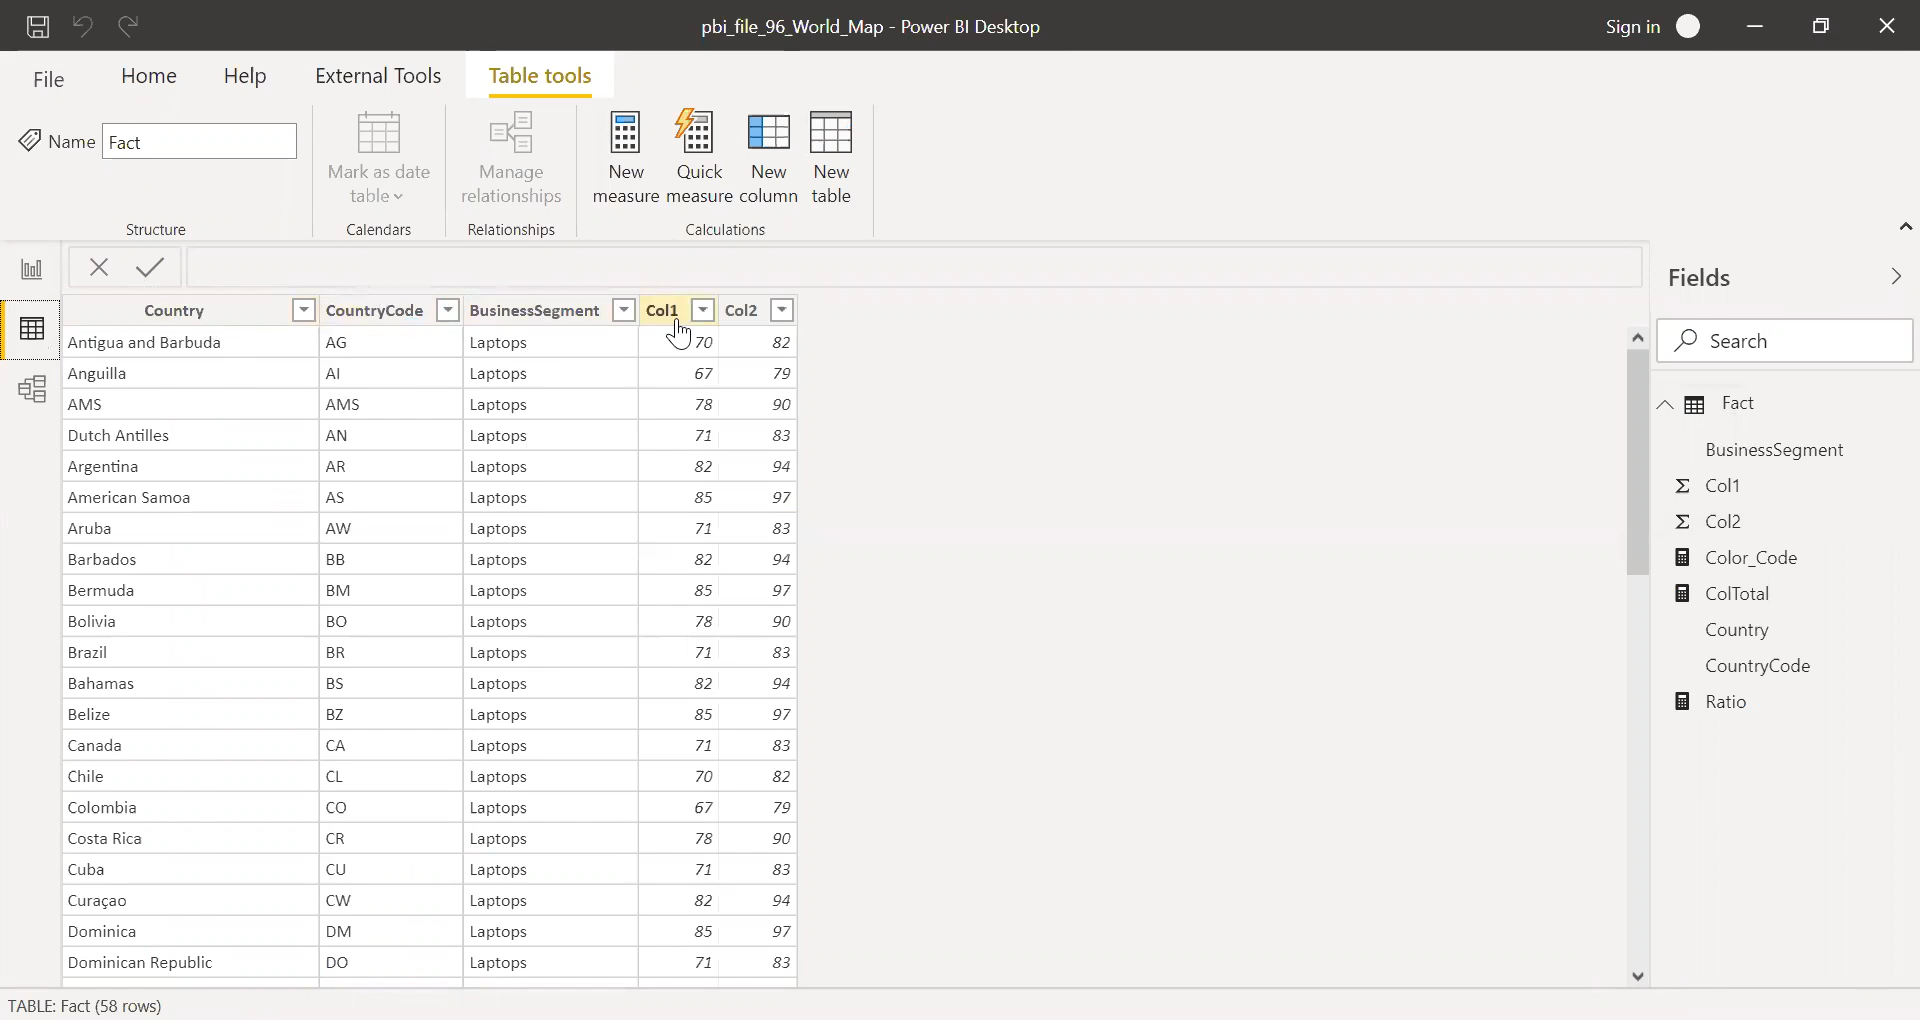 pbi_file_96_World_Map - Power BI Desktop
Sign in
File Home Help External Tools Table tools
Name Fact
Mark as date table
Manage relationships
New measure
Quick measure
New column
New table
Structure Calendars Relationships Calculations
Country CountryCode BusinessSegment Col1 Col2
Antigua and Barbuda AG Laptops 70 82
Anguilla AI Laptops 67 79
AMS AMS Laptops 78 90
Dutch Antilles AN Laptops 71 83
Argentina AR Laptops 82 94
American Samoa AS Laptops 85 97
Aruba AW Laptops 71 83
Barbados BB Laptops 82 94
Bermuda BM Laptops 85 97
Bolivia BO Laptops 78 90
Brazil BR Laptops 71 83
Bahamas BS Laptops 82 94
Belize BZ Laptops 85 97
Canada CA Laptops 71 83
Chile CL Laptops 70 82
Colombia CO Laptops 67 79
Costa Rica CR Laptops 78 90
Cuba CU Laptops 71 83
Curaçao CW Laptops 82 94
Dominica DM Laptops 85 97
Dominican Republic DO Laptops 71 83
Fields
Search
Fact
BusinessSegment
Σ Col1
Σ Col2
Color_Code
ColTotal
Country
CountryCode
Ratio
TABLE: Fact (58 rows)